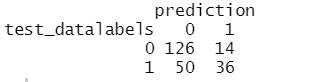 prediction
test_datalabels 0 1
0 126 14
1 50 36